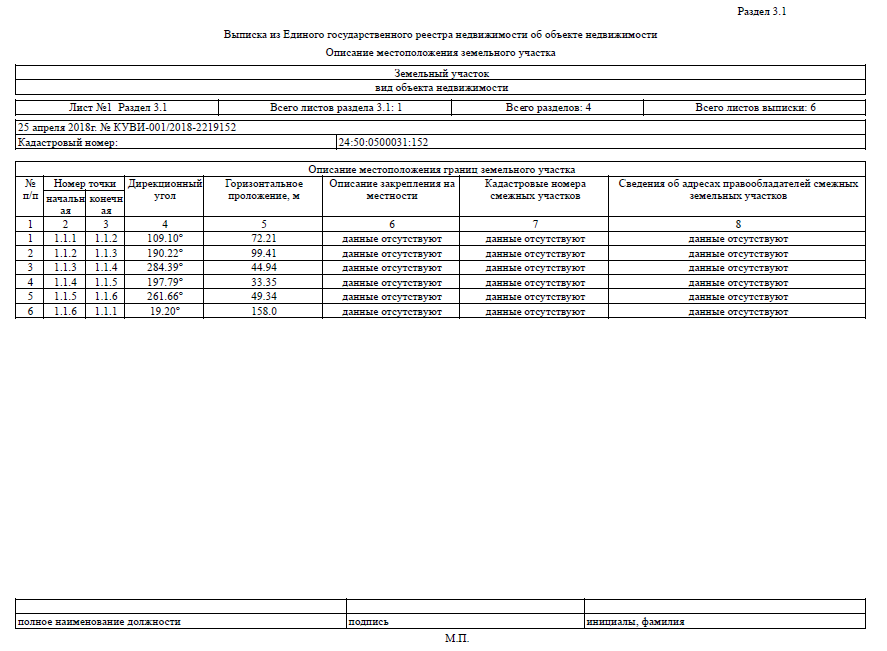 Раздел 3.1
Выписка из Единого государственного реестра недвижимости об объекте недвижимости
Описание местоположения земельного участка
Земельный участок
вид объекта недвижимости
Лист №1 Раздел 3.1 Всего листов раздела 3.1: 1 Всего разделов: 4 Всего листов выписки: 6
25 апреля 2018г. № КУВИ-001/2018-2219152
Кадастровый номер: 24:50:0500031:152
Описание местоположения границ земельного участка
№ Номер точки Дирекционный Горизонтальное Описание закрепления на Кадастровые номера Сведения об адресах правообладателей смежных
п/п начальн конечн угол проложение, м местности смежных участков земельных участков
ая ая
1 2 3 4 5 6 7 8
1 1.1.1 1.1.2 109.10° 72.21 данные отсутствуют данные отсутствуют данные отсутствуют
2 1.1.2 1.1.3 190.22° 99.41 данные отсутствуют данные отсутствуют данные отсутствуют
3 1.1.3 1.1.4 284.39° 44.94 данные отсутствуют данные отсутствуют данные отсутствуют
4 1.1.4 1.1.5 197.79° 33.35 данные отсутствуют данные отсутствуют данные отсутствуют
5 1.1.5 1.1.6 261.66° 49.34 данные отсутствуют данные отсутствуют данные отсутствуют
6 1.1.6 1.1.1 19.20° 158.0 данные отсутствуют данные отсутствуют данные отсутствуют
полное наименование должности подпись инициалы, фамилия
М.П.